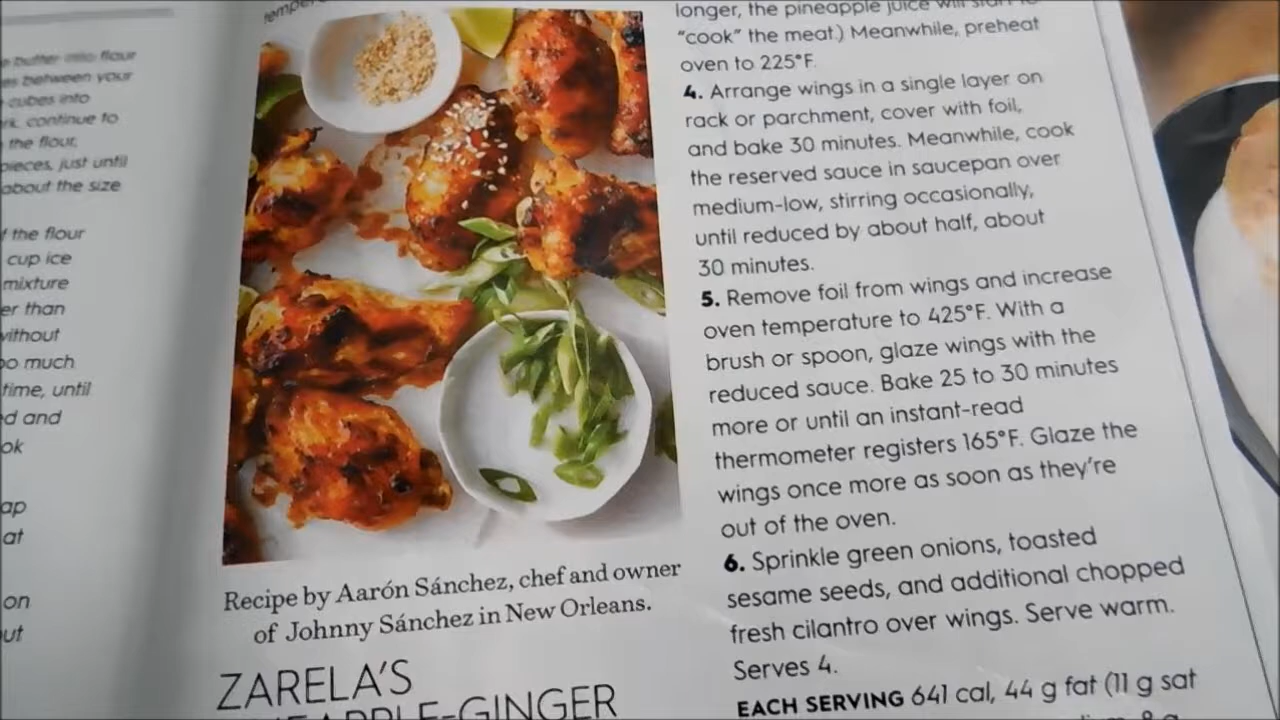 butter into flour
es between your
cubes into
continue to
the flour,
pieces, just until
about the size
f the flour
cup ice
mixture
er than
without
oo much
time, until
ed and
ok
ap
at
on
out
temper
Recipe by Aarón Sánchez, chef and owner
of Johnny Sánchez in New Orleans.
ZARELA'S
APPLE-GINGER
longer, the pineapple juice will start to
"cook" the meat.) Meanwhile, preheat
oven to 225°F.
4. Arrange wings in a single layer on
rack or parchment, cover with foil,
and bake 30 minutes. Meanwhile, cook
the reserved sauce in saucepan over
medium-low, stirring occasionally,
until reduced by about half, about
30 minutes.
5. Remove foil from wings and increase
oven temperature to 425°F. With a
brush or spoon, glaze wings with the
reduced sauce. Bake 25 to 30 minutes
more or until an instant-read
thermometer registers 165°F. Glaze the
wings once more as soon as they're
out of the oven.
6. Sprinkle green onions, toasted
sesame seeds, and additional chopped
fresh cilantro over wings. Serve warm.
Serves 4.
EACH SERVING 641 cal, 44 g fat (11 g sat